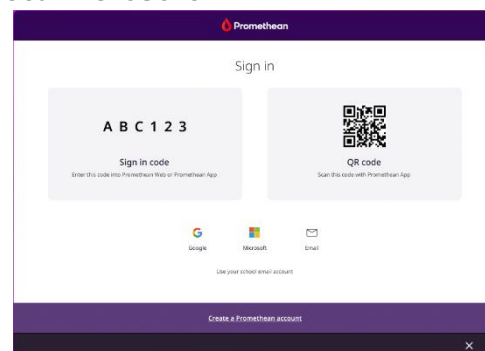 Promethean
Sign in
A B C 1 2 3
Sign in code
Enter this code into Promethean Web or Promethean App
QR code
Scan this code with Promethean App
Google
Microsoft
Email
Use your school email account
Create a Promethean account